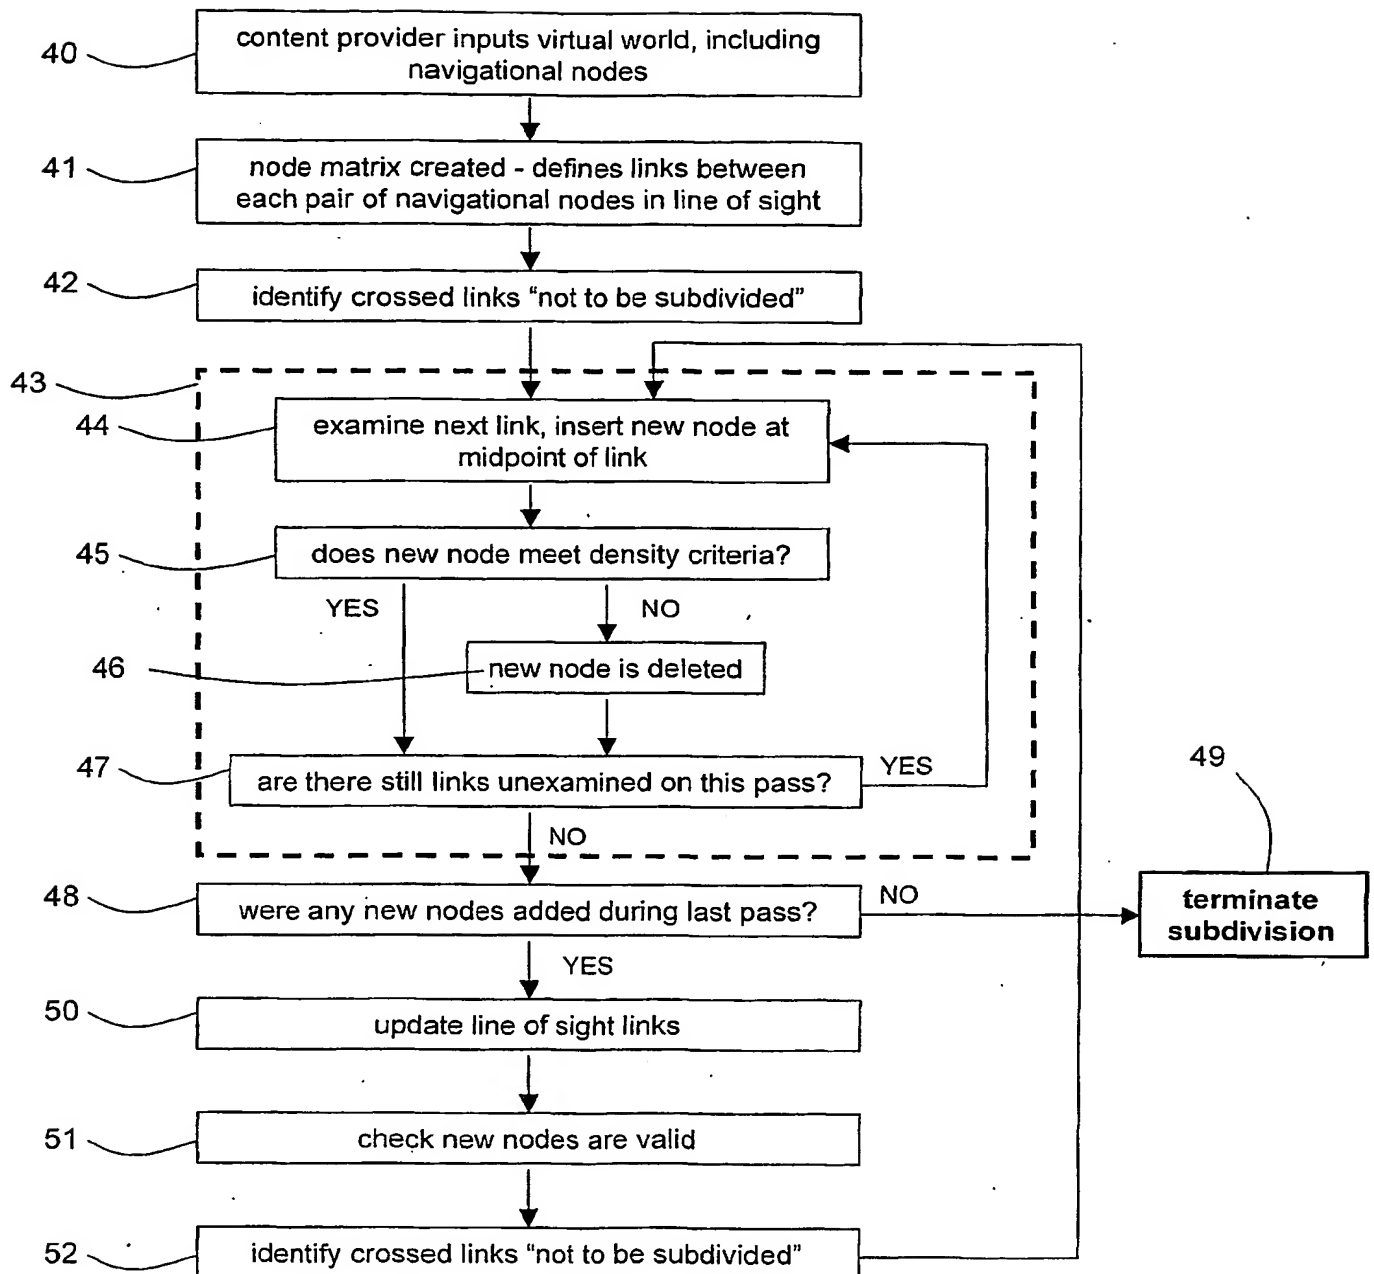 40
content provider inputs virtual world, including
navigational nodes
41
node matrix created - defines links between
each pair of navigational nodes in line of sight
42
identify crossed links “not to be subdivided”
43
44
examine next link, insert new node at
midpoint of link
45
does new node meet density criteria?
YES
NO
46
new node is deleted
47
are there still links unexamined on this pass?
YES
NO
48
were any new nodes added during last pass?
NO
49
terminate
subdivision
YES
50
update line of sight links
51
check new nodes are valid
52
identify crossed links “not to be subdivided”